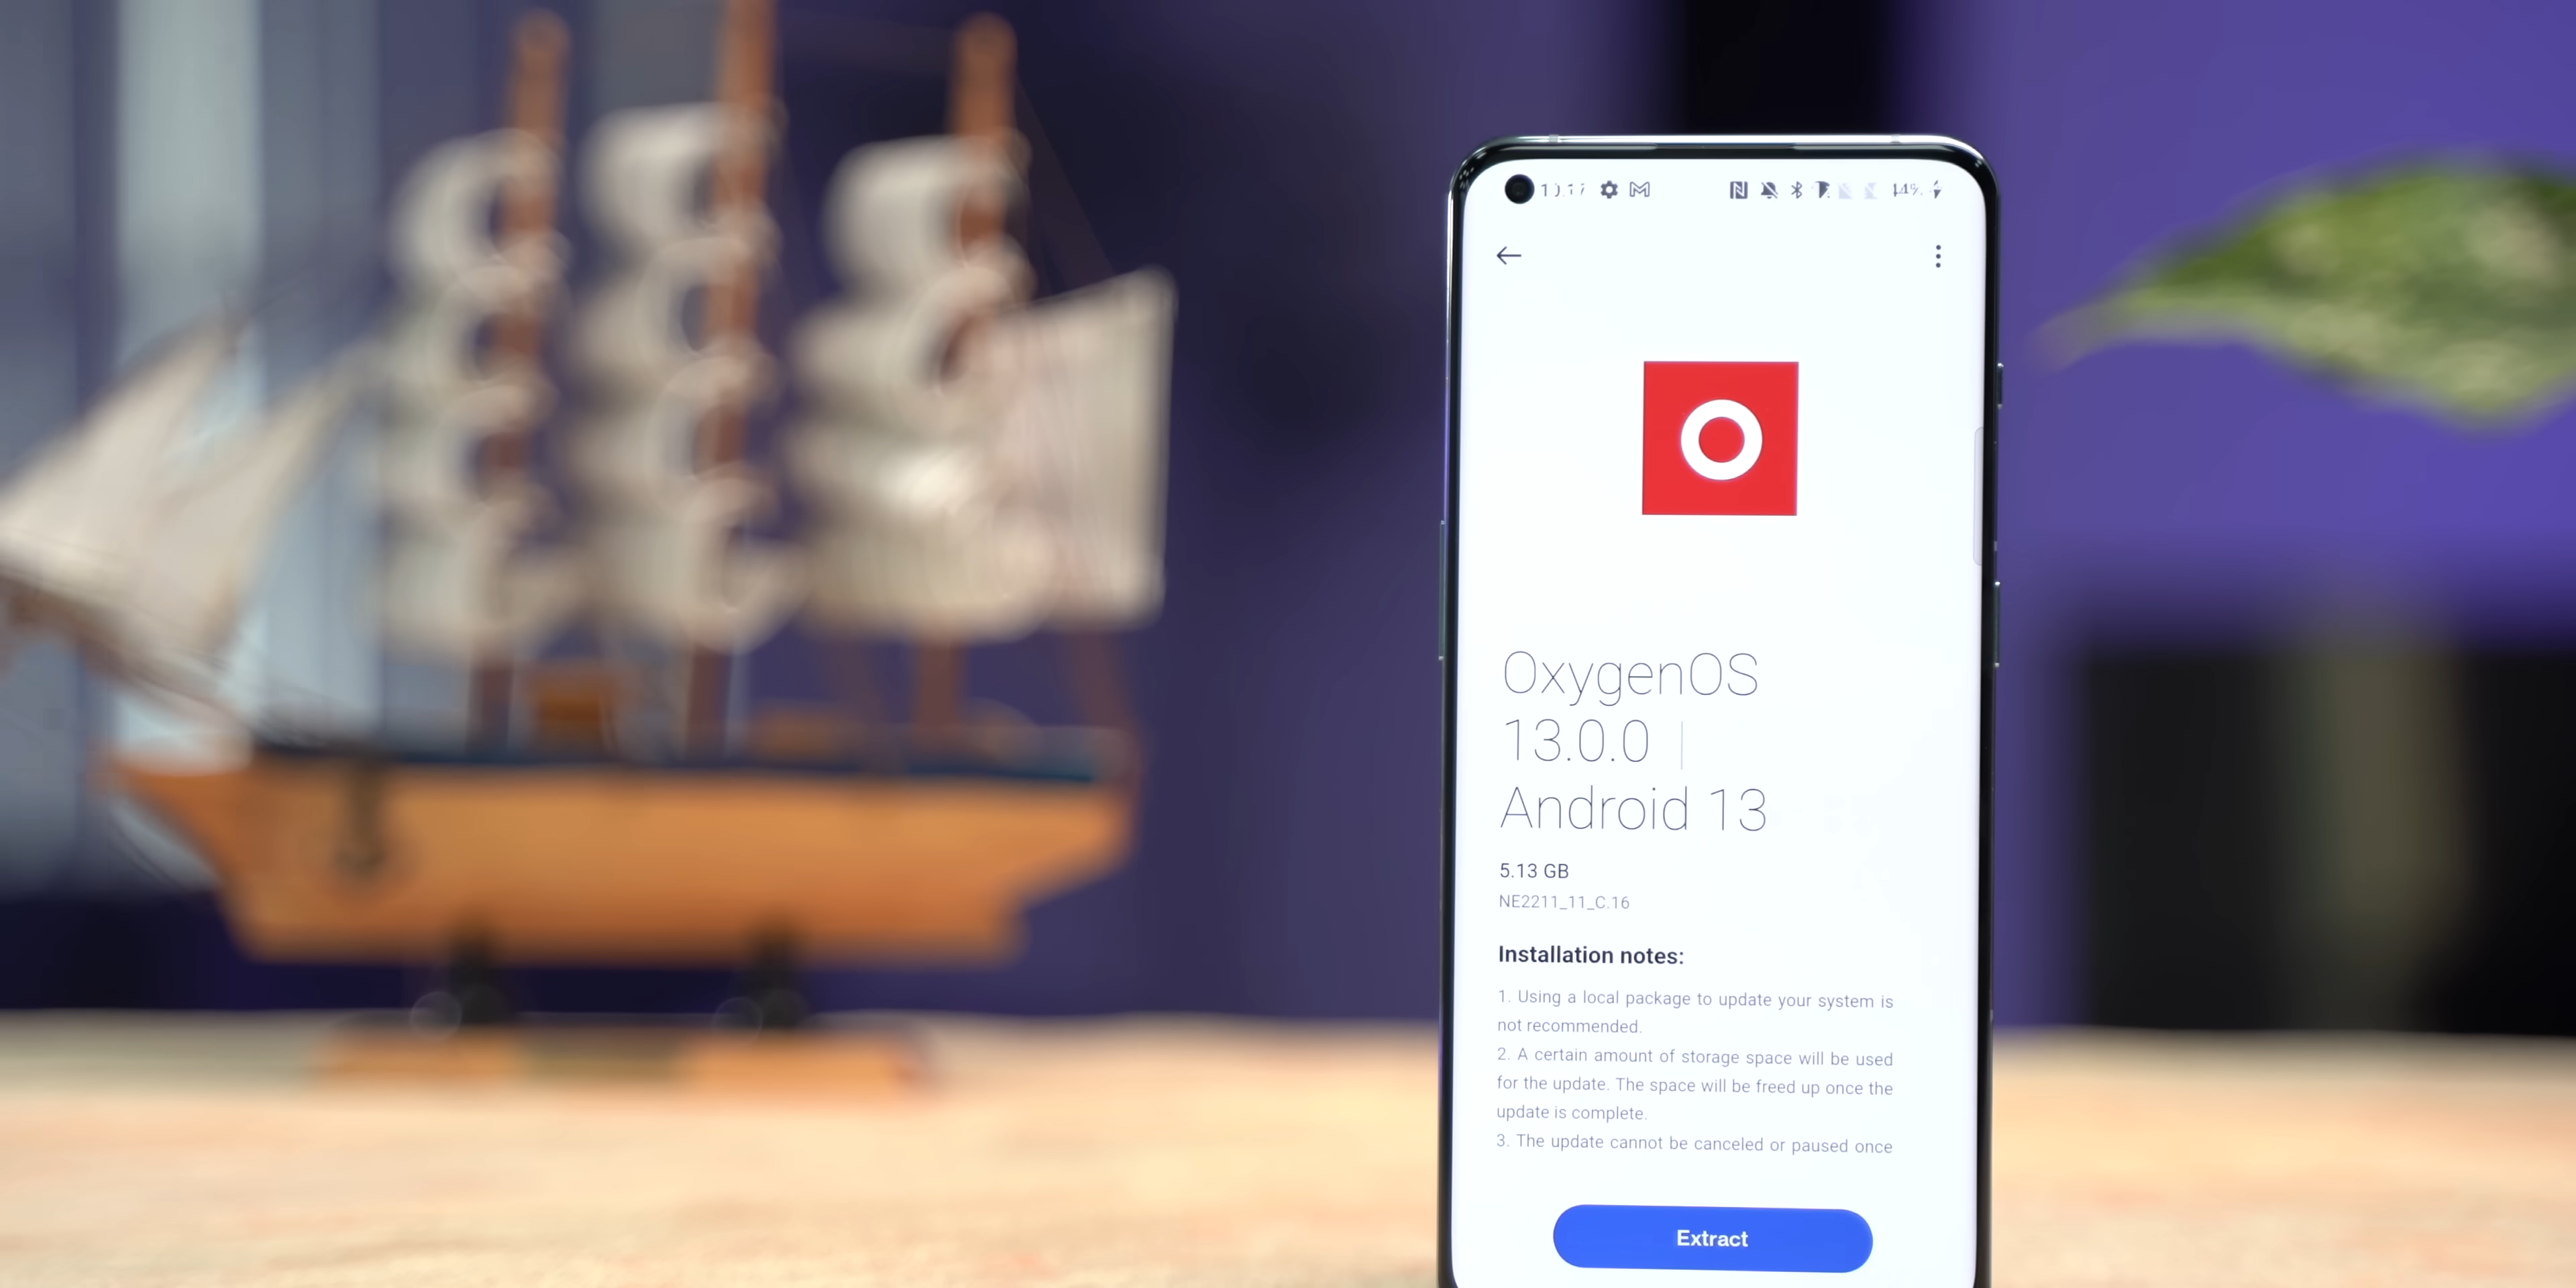 OxygenOS
13.0.0 |
Android 13
5.13 GB
NE2211_11_C.16
Installation notes:
1. Using a local package to update your system is
not recommended.
2. A certain amount of storage space will be used
for the update. The space will be freed up once the
update is complete.
3. The update cannot be canceled or paused once
Extract